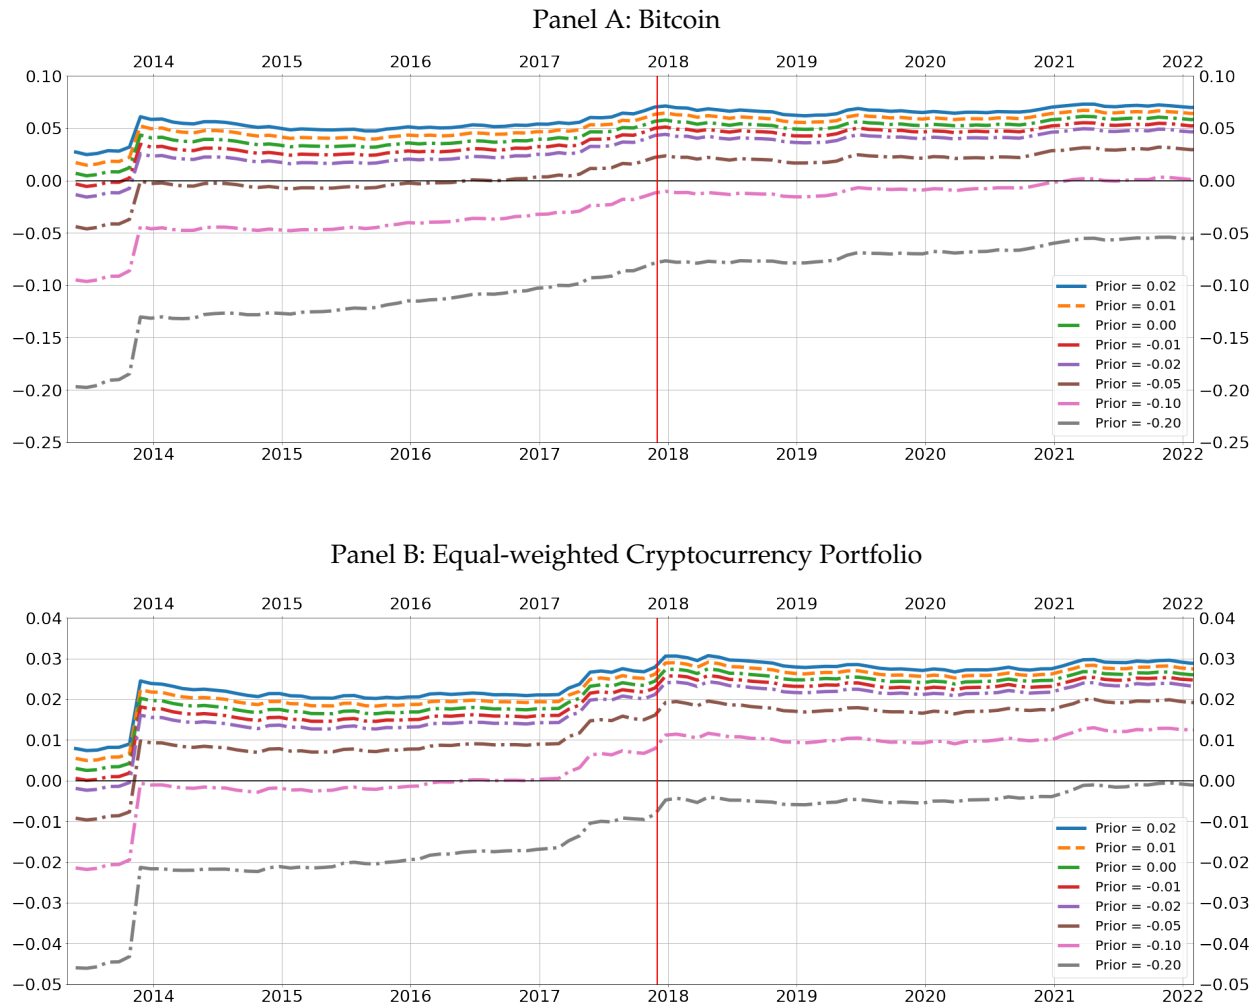 Panel A: Bitcoin
2014 2015 2016 2017 2018 2019 2020 2021 2022
0.10 0.10
0.05 0.05
0.00 0.00
−0.05 −0.05
−0.10 −0.10
−0.15 −0.15
−0.20 −0.20
−0.25 −0.25
Prior = 0.02
Prior = 0.01
Prior = 0.00
Prior = -0.01
Prior = -0.02
Prior = -0.05
Prior = -0.10
Prior = -0.20
2014 2015 2016 2017 2018 2019 2020 2021 2022
Panel B: Equal-weighted Cryptocurrency Portfolio
2014 2015 2016 2017 2018 2019 2020 2021 2022
0.04 0.04
0.03 0.03
0.02 0.02
0.01 0.01
0.00 0.00
−0.01 −0.01
−0.02 −0.02
−0.03 −0.03
−0.04 −0.04
−0.05 −0.05
Prior = 0.02
Prior = 0.01
Prior = 0.00
Prior = -0.01
Prior = -0.02
Prior = -0.05
Prior = -0.10
Prior = -0.20
2014 2015 2016 2017 2018 2019 2020 2021 2022